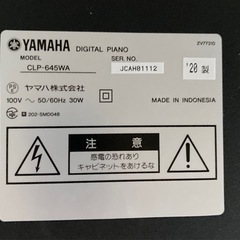 ZV77310
YAMAHA DIGITAL PIANO
MODEL
CLP-645WA
SER NO.
JCAH01112
'20 製
PS E
ヤマハ株式会社
100V ~ 50/60Hz 30W
MADE IN INDONESIA
R 202-SMD048
注意
感電の恐れあり
キャビネットをあけるな